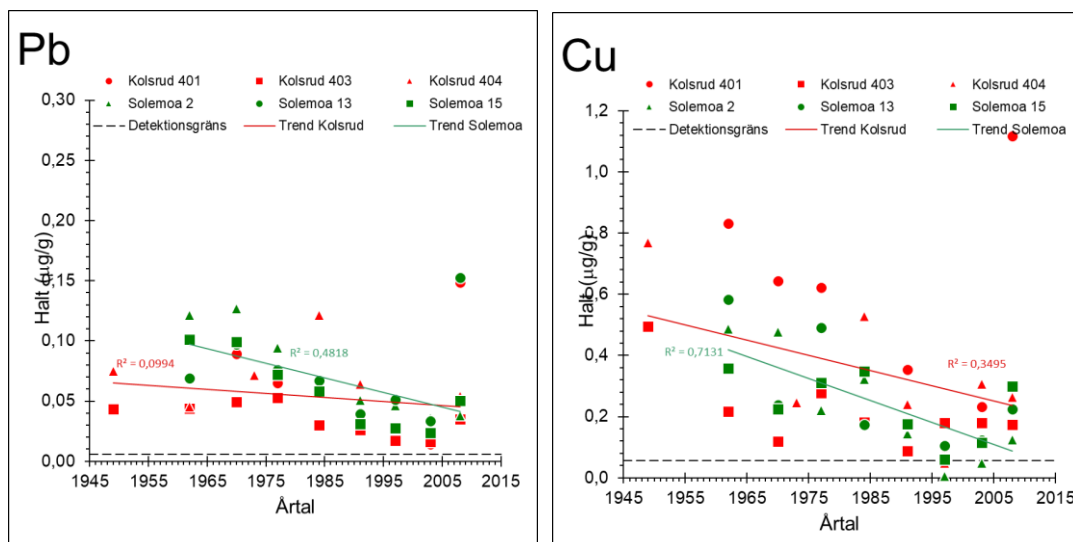 Pb
Kolsrud 401 Kolsrud 403 Kolsrud 404
Solemoa 2 Solemoa 13 Solemoa 15
Detektionsgräns Trend Kolsrud Trend Solemoa
0,30
0,25
0,20
0,15
0,10
0,05
0,00
Halt (µg/g)
R² = 0,0994
R² = 0,4818
1945 1955 1965 1975 1985 1995 2005 2015
Årtal
Cu
Kolsrud 401 Kolsrud 403 Kolsrud 404
Solemoa 2 Solemoa 13 Solemoa 15
Detektionsgräns Trend Kolsrud Trend Solemoa
1,2
1,0
0,8
0,6
0,4
0,2
0,0
Halt (µg/g)
R² = 0,7131
R² = 0,3495
1945 1955 1965 1975 1985 1995 2005 2015
Årtal